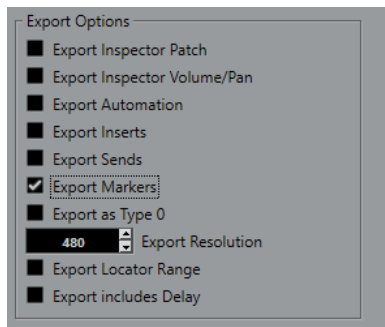 Export Options
Export Inspector Patch
Export Inspector Volume/Pan
Export Automation
Export Inserts
Export Sends
Export Markers
Export as Type 0
480 Export Resolution
Export Locator Range
Export includes Delay